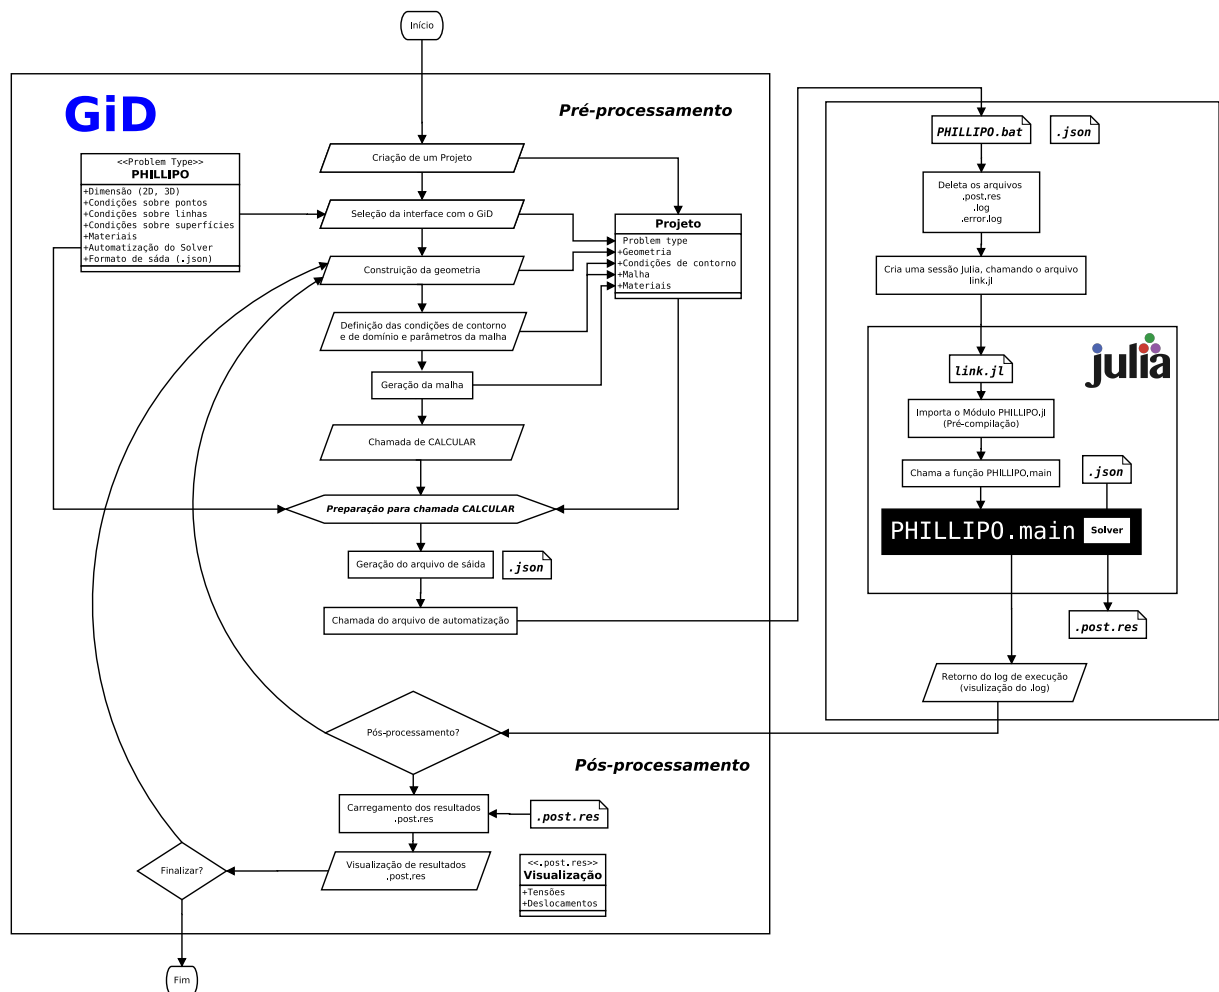 Início
GiD
Pré-processamento
<<Problem Type>>
PHILLIPO
+Dimensão (2D, 3D)
+Condições sobre pontos
+Condições sobre linhas
+Condições sobre superfícies
+Materiais
+Automatização do Solver
+Formato de sáda (.json)
Criação de um Projeto
Seleção da interface com o GiD
Construição da geometria
Definição das condições de contorno
e de domínio e parâmetros da malha
Geração da malha
Chamada de CALCULAR
Preparação para chamada CALCULAR
Geração do arquivo de sáida
.json
Chamada do arquivo de automatização
Projeto
Problem type
+Geometria
+Condições de contorno
+Malha
+Materiais
PHILLIPO.bat
.json
Deleta os arquivos
.post.res
.log
.error.log
Cria uma sessão Julia, chamando o arquivo
link.jl
julia
link.jl
Importa o Módulo PHILLIPO.jl
(Pré-compilação)
Chama a função PHILLIPO.main
.json
PHILLIPO.main
Solver
.post.res
Retorno do log de execução
(visulização do .log)
Pós-processamento?
Pós-processamento
Carregamento dos resultados
.post.res
.post.res
Visualização de resultados
.post.res
<<.post.res>>
Visualização
+Tensões
+Deslocamentos
Finalizar?
Fim